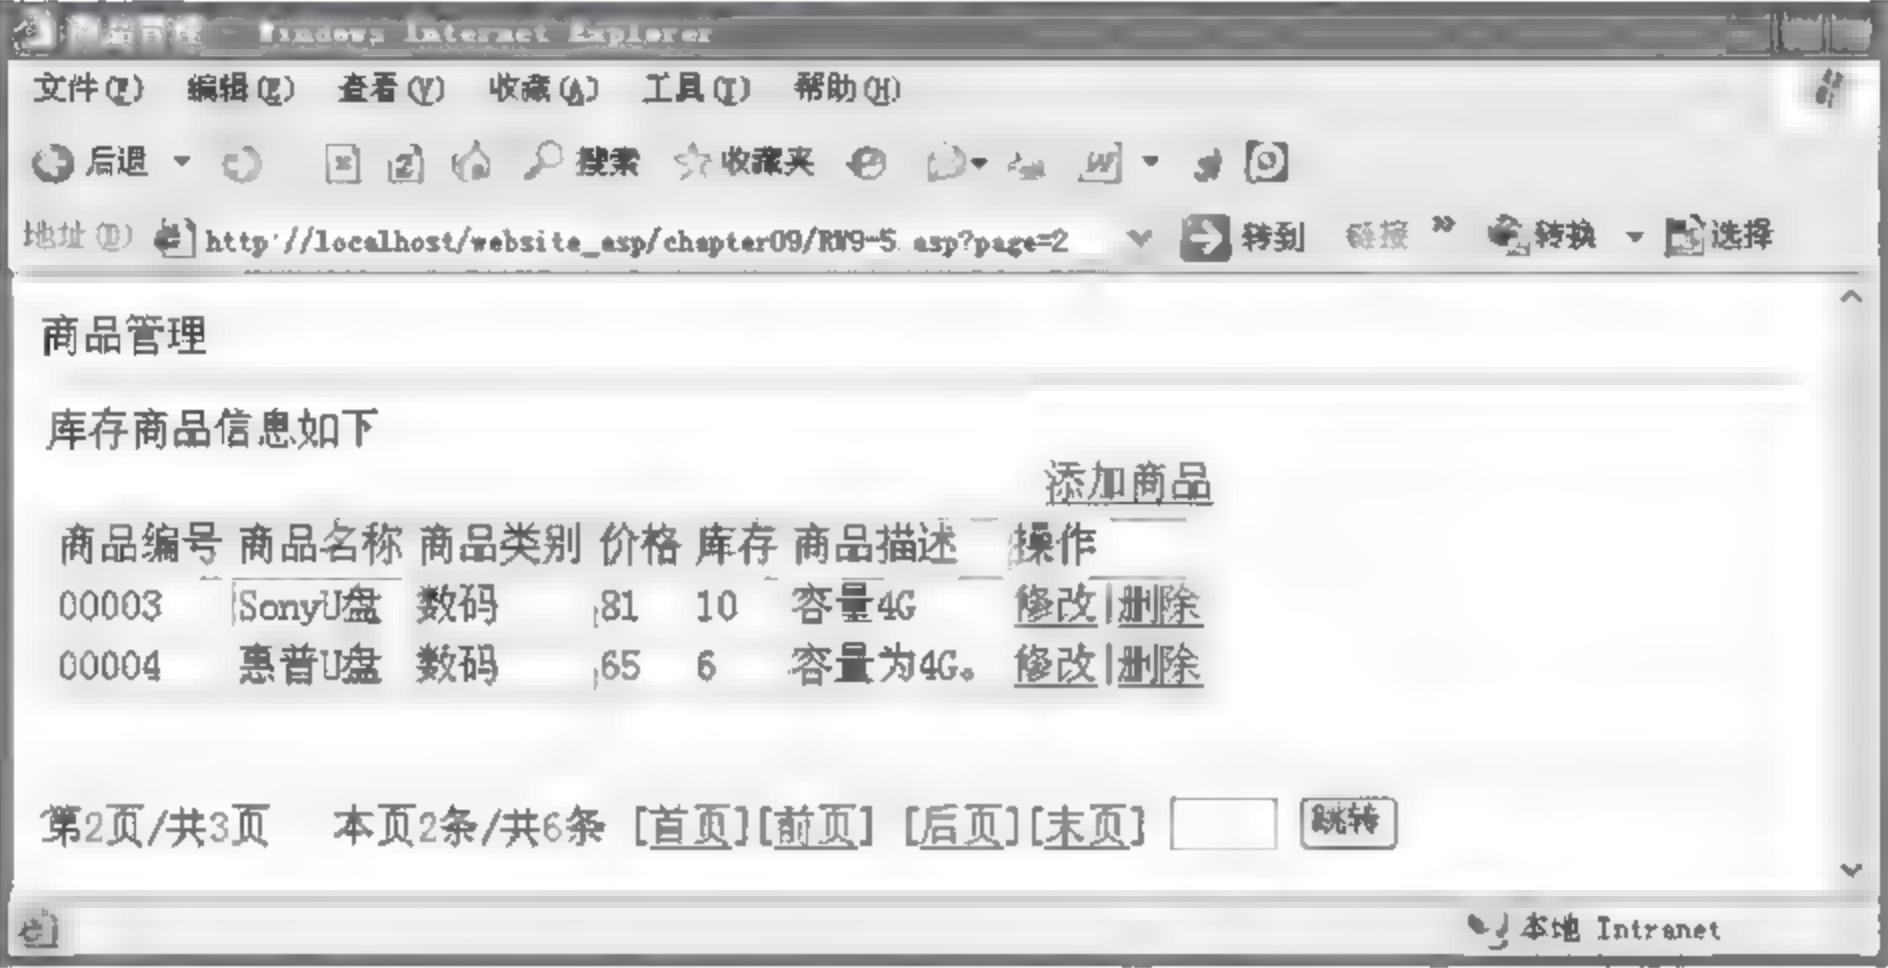 商品管理 - Windows Internet Explorer
文件(F) 编辑(E) 查看(V) 收藏(A) 工具(T) 帮助(H)
后退 搜索 收藏夹
地址(D) http://localhost/website_asp/chapter09/RW9-5.asp?page=2 转到 链接 » 转换 选择
商品管理
库存商品信息如下
添加商品
商品编号 商品名称 商品类别 价格 库存 商品描述 操作
00003 SonyU盘 数码 81 10 容量4G 修改|删除
00004 惠普U盘 数码 65 6 容量为4G。 修改|删除
第2页/共3页 本页2条/共6条 [首页][前页] [后页][末页] 跳转
本地 Intranet